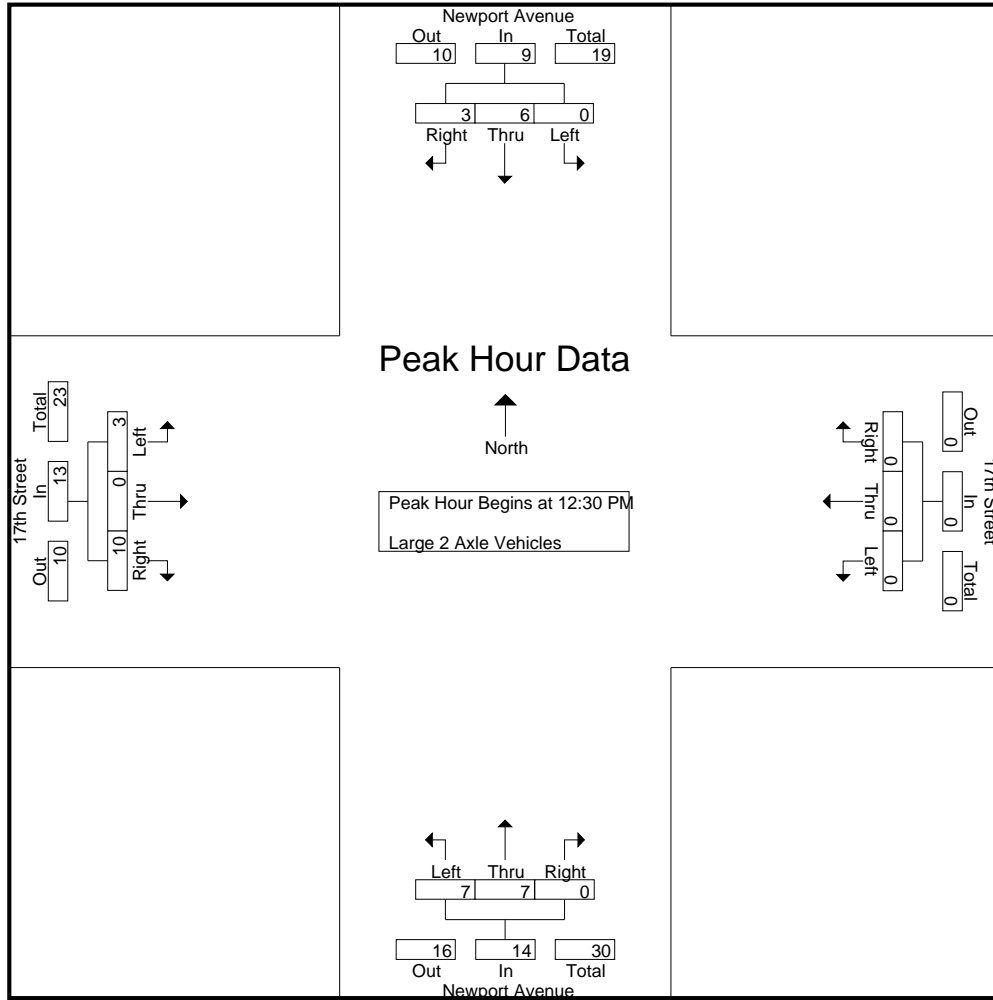 Newport Avenue
Out In Total
10 9 19
3 6 0
Right Thru Left
Peak Hour Data
North
Peak Hour Begins at 12:30 PM
Large 2 Axle Vehicles
17th Street
Total In Out
23 13 10
3 0 10
Left Thru Right
Right Thru Left
0 0 0
Out In Total
0 0 0
17th Street
Left Thru Right
7 7 0
16 14 30
Out In Total
Newport Avenue